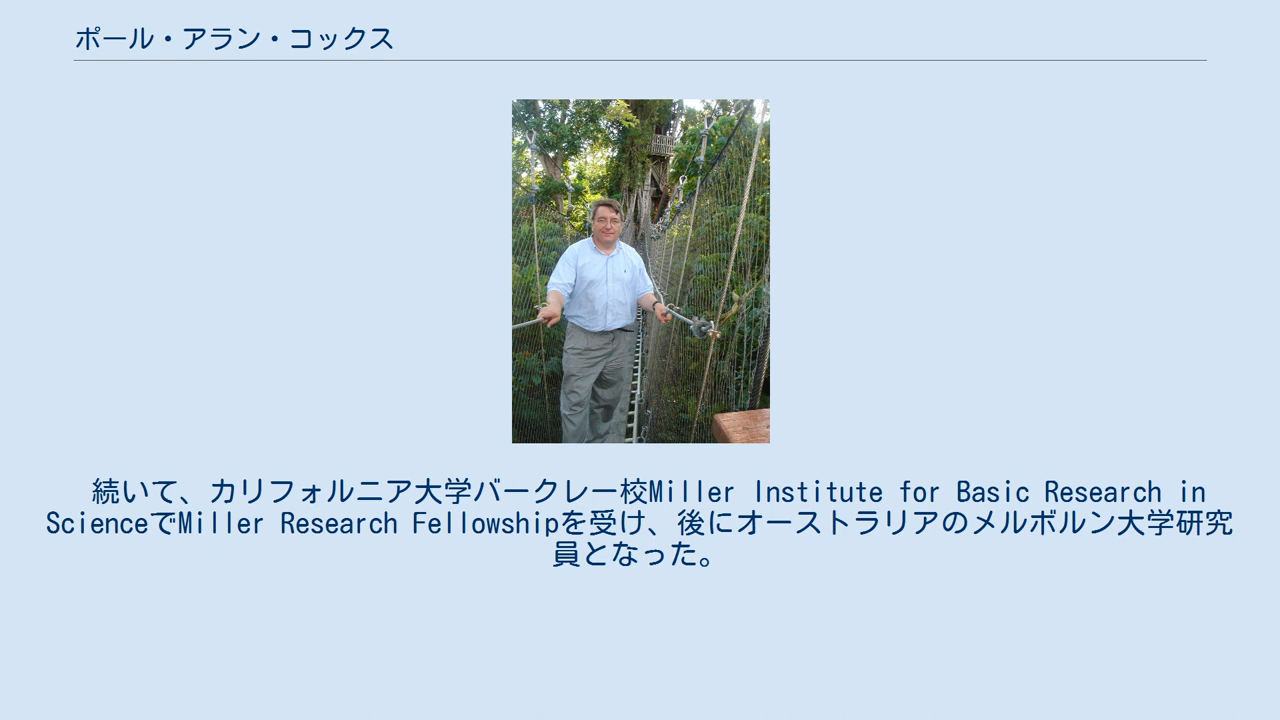 ポール・アラン・コックス
続いて、カリフォルニア大学バークレー校Miller Institute for Basic Research in
ScienceでMiller Research Fellowshipを受け、後にオーストラリアのメルボルン大学研究
員となった。